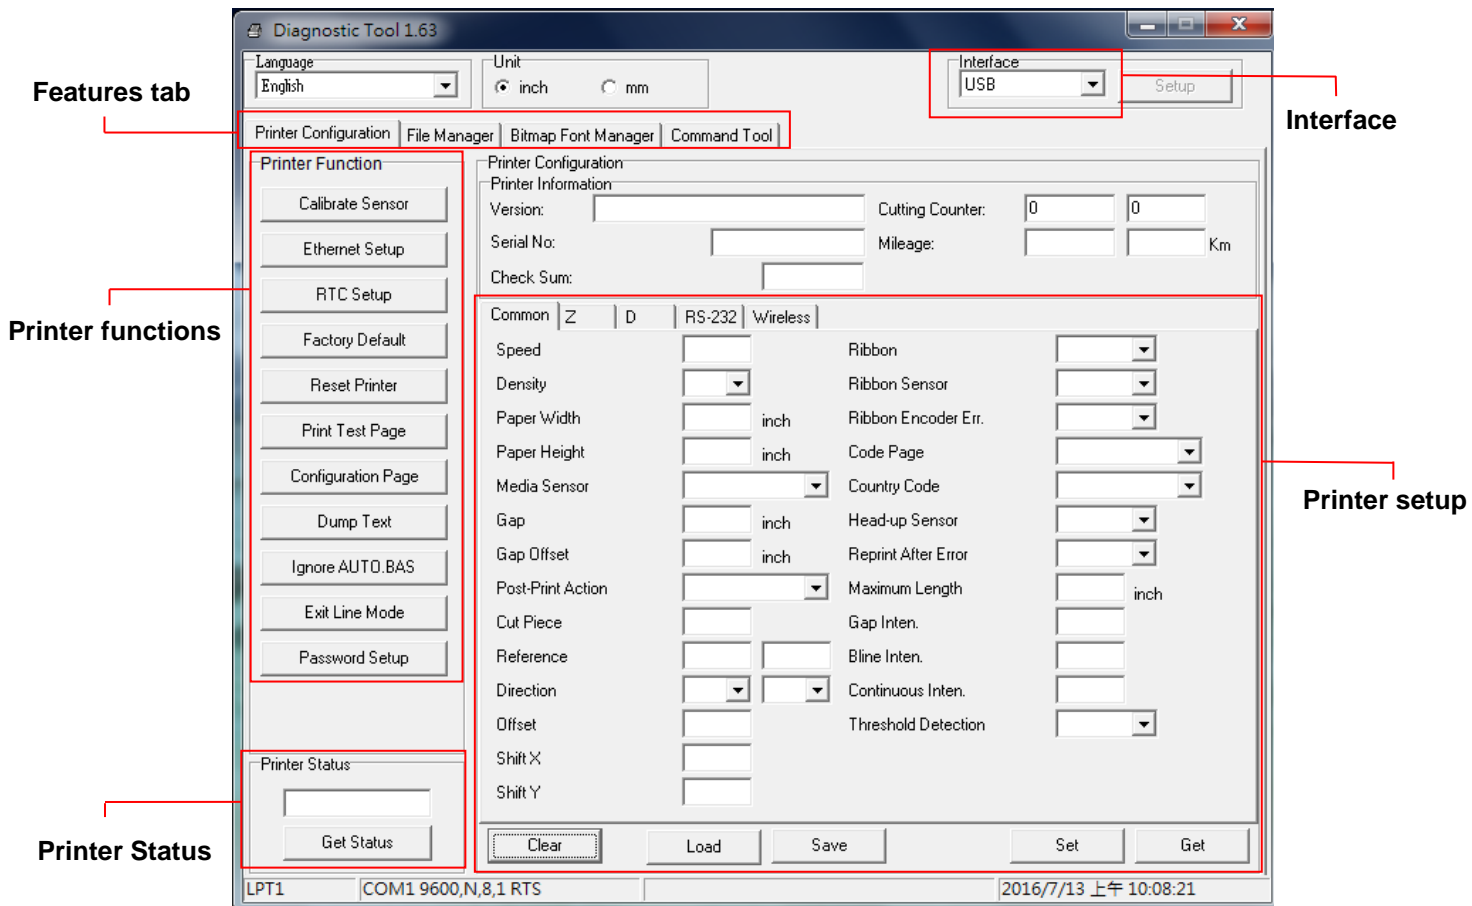 Diagnostic Tool 1.63
Language
English
Unit
inch
mm
Interface
USB
Setup
Features tab
Interface
Printer Configuration
File Manager
Bitmap Font Manager
Command Tool
Printer Function
Calibrate Sensor
Ethernet Setup
RTC Setup
Factory Default
Reset Printer
Print Test Page
Configuration Page
Dump Text
Ignore AUTO.BAS
Exit Line Mode
Password Setup
Printer functions
Printer Configuration
Printer Information
Version:
Cutting Counter: 0 0
Serial No:
Mileage: Km
Check Sum:
Common Z D RS-232 Wireless
Speed
Ribbon
Density
Ribbon Sensor
Paper Width inch
Ribbon Encoder Err.
Paper Height inch
Code Page
Media Sensor
Country Code
Gap inch
Head-up Sensor
Gap Offset inch
Reprint After Error
Post-Print Action
Maximum Length inch
Cut Piece
Gap Inten.
Reference
Bline Inten.
Direction
Continuous Inten.
Offset
Threshold Detection
Shift X
Shift Y
Printer setup
Printer Status
Get Status
Printer Status
Clear
Load
Save
Set
Get
LPT1
COM1 9600,N,8,1 RTS
2016/7/13 上午 10:08:21